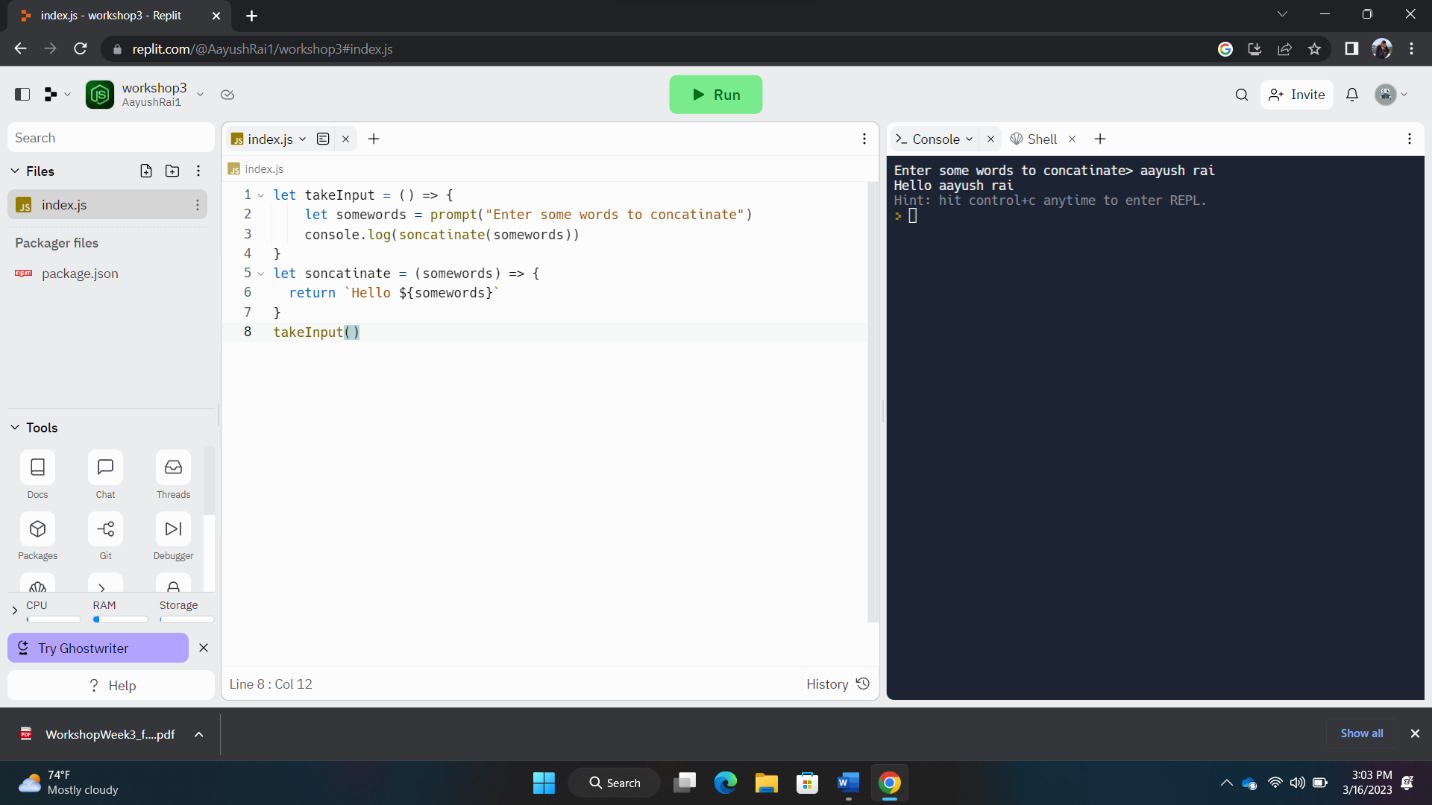 index.js - workshop3 - Replit
replit.com/@AayushRai1/workshop3#index.js
workshop3
AayushRai1
Run
Invite
Search
Files
index.js
Packager files
package.json
Tools
Docs Chat Threads
Packages Git Debugger
CPU RAM Storage
Try Ghostwriter
? Help
index.js
index.js
1 let takeInput = () => {
2 let somewords = prompt("Enter some words to concatinate")
3 console.log(soncatinate(somewords))
4 }
5 let soncatinate = (somewords) => {
6 return `Hello ${somewords}`
7 }
8 takeInput()
Line 8 : Col 12 History
Console Shell
Enter some words to concatinate> aayush rai
Hello aayush rai
Hint: hit control+c anytime to enter REPL.
>
WorkshopWeek3_f....pdf
Show all
74°F
Mostly cloudy
Search
3:03 PM
3/16/2023